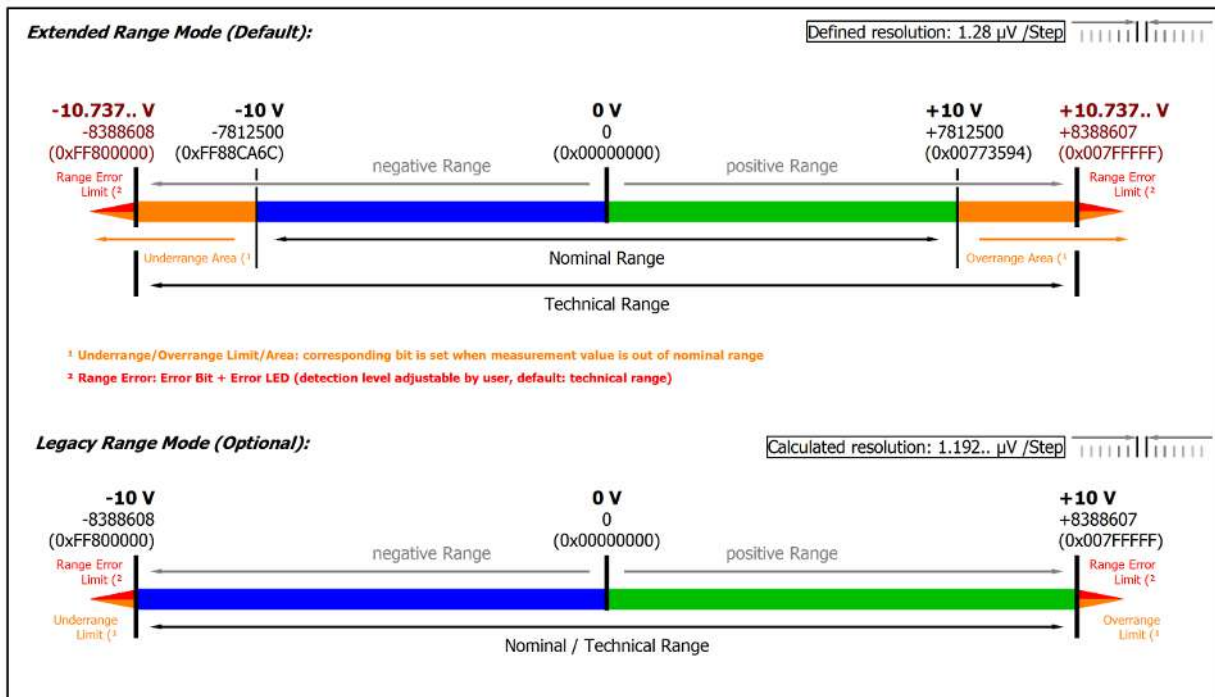 Extended Range Mode (Default):
Defined resolution: 1.28 µV /Step
-10.737.. V
-8388608
(0xFF800000)
-10 V
-7812500
(0xFF88CA6C)
0 V
0
(0x00000000)
+10 V
+7812500
(0x00773594)
+10.737.. V
+8388607
(0x007FFFFF)
Range Error
Limit (²
negative Range
positive Range
Range Error
Limit (²
Underrange Area (¹
Nominal Range
Overrange Area (¹
Technical Range
¹ Underrange/Overrange Limit/Area: corresponding bit is set when measurement value is out of nominal range
² Range Error: Error Bit + Error LED (detection level adjustable by user, default: technical range)
Legacy Range Mode (Optional):
Calculated resolution: 1.192.. µV /Step
-10 V
-8388608
(0xFF800000)
0 V
0
(0x00000000)
+10 V
+8388607
(0x007FFFFF)
negative Range
positive Range
Range Error
Limit (²
Range Error
Limit (²
Underrange
Limit (¹
Overrange
Limit (¹
Nominal / Technical Range